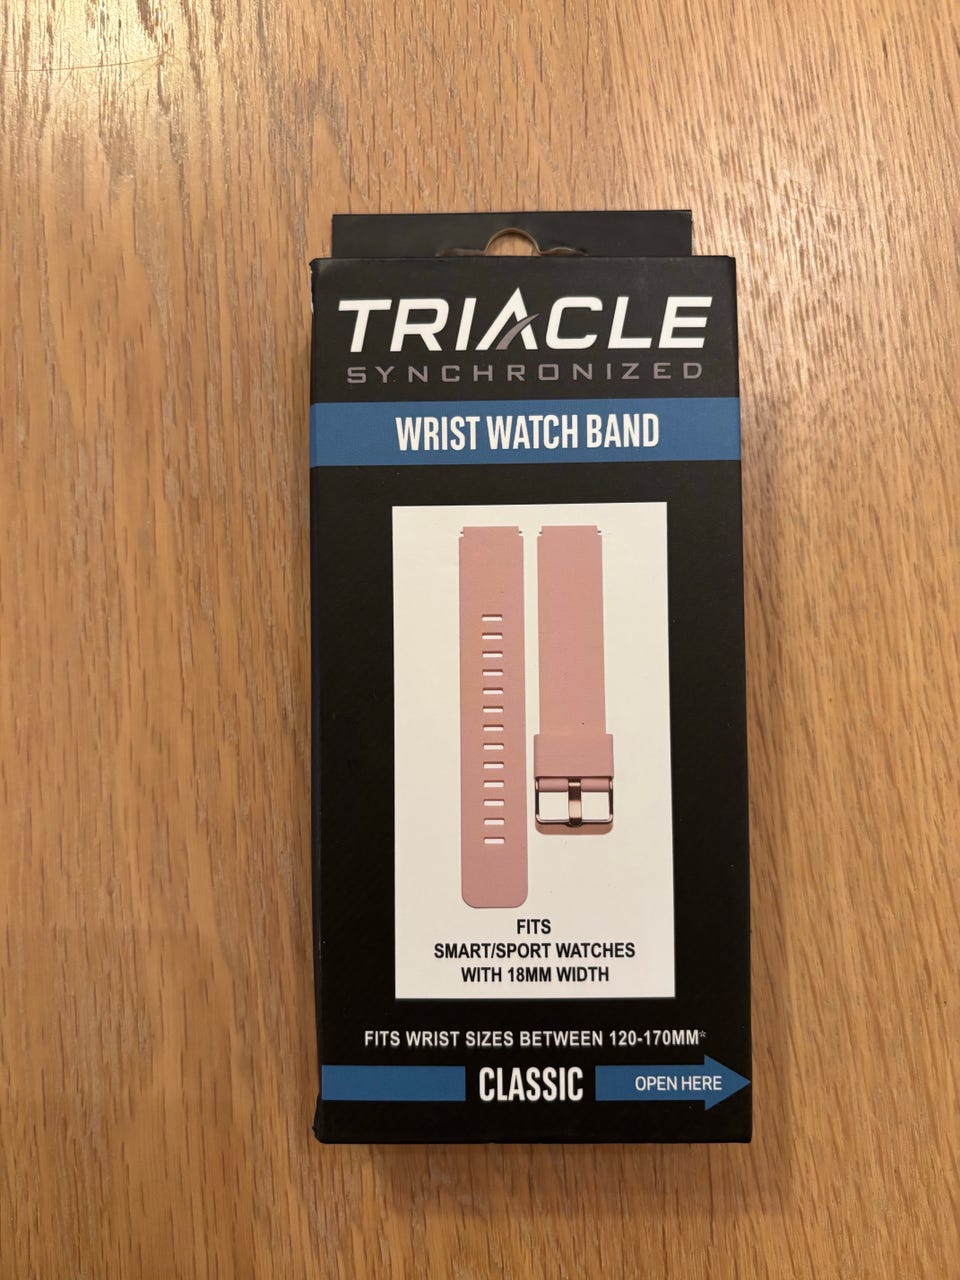 TRIACLE
SYNCHRONIZED
WRIST WATCH BAND
FITS
SMART/SPORT WATCHES
WITH 18MM WIDTH
FITS WRIST SIZES BETWEEN 120-170MM*
CLASSIC
OPEN HERE